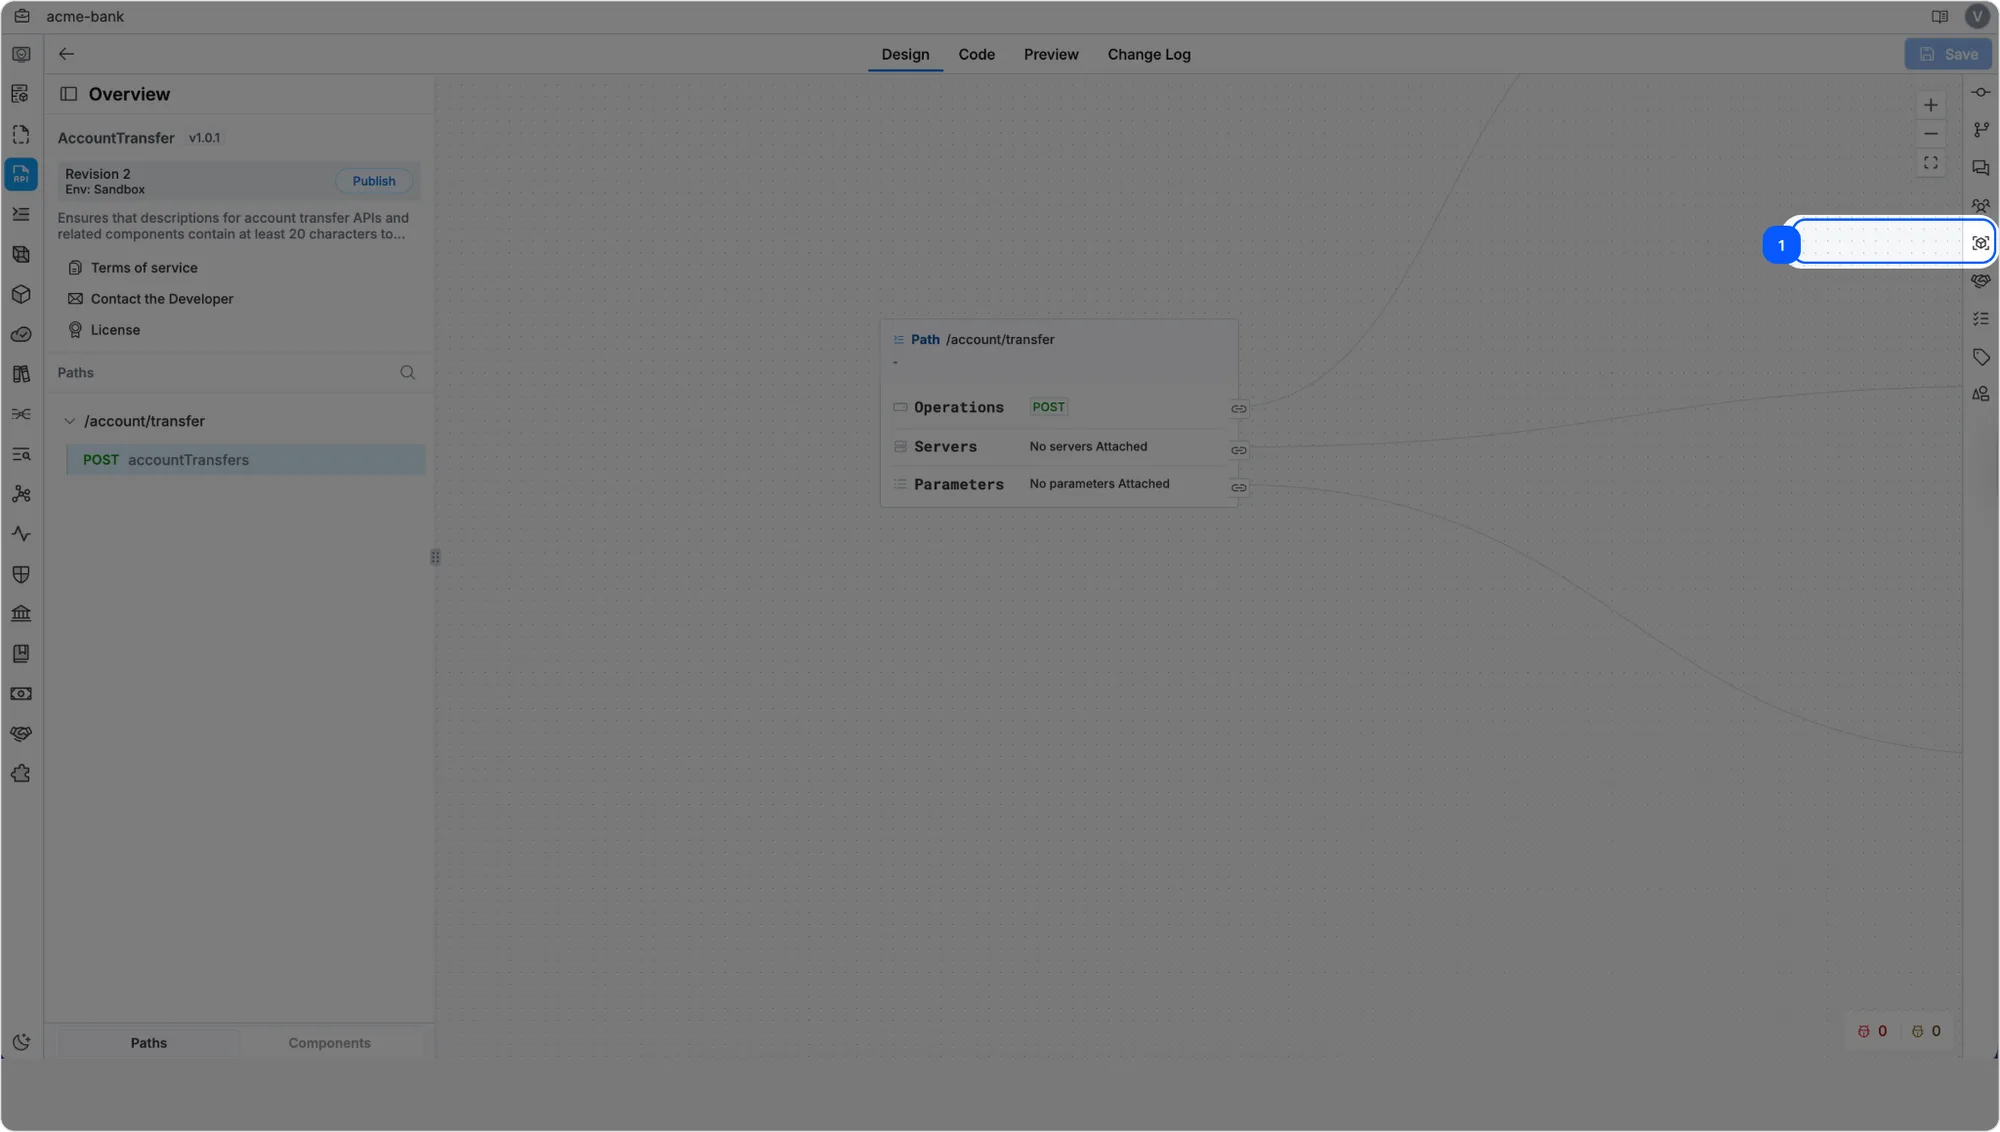 acme-bank
V
Design
Code
Preview
Change Log
Save
Overview
AccountTransfer v1.0.1
Revision 2
Env: Sandbox
Publish
Ensures that descriptions for account transfer APIs and
related components contain at least 20 characters to...
Terms of service
Contact the Developer
License
Paths
/account/transfer
POST accountTransfers
API
Path /account/transfer
-
Operations POST
Servers No servers Attached
Parameters No parameters Attached
1
0 0
Paths
Components